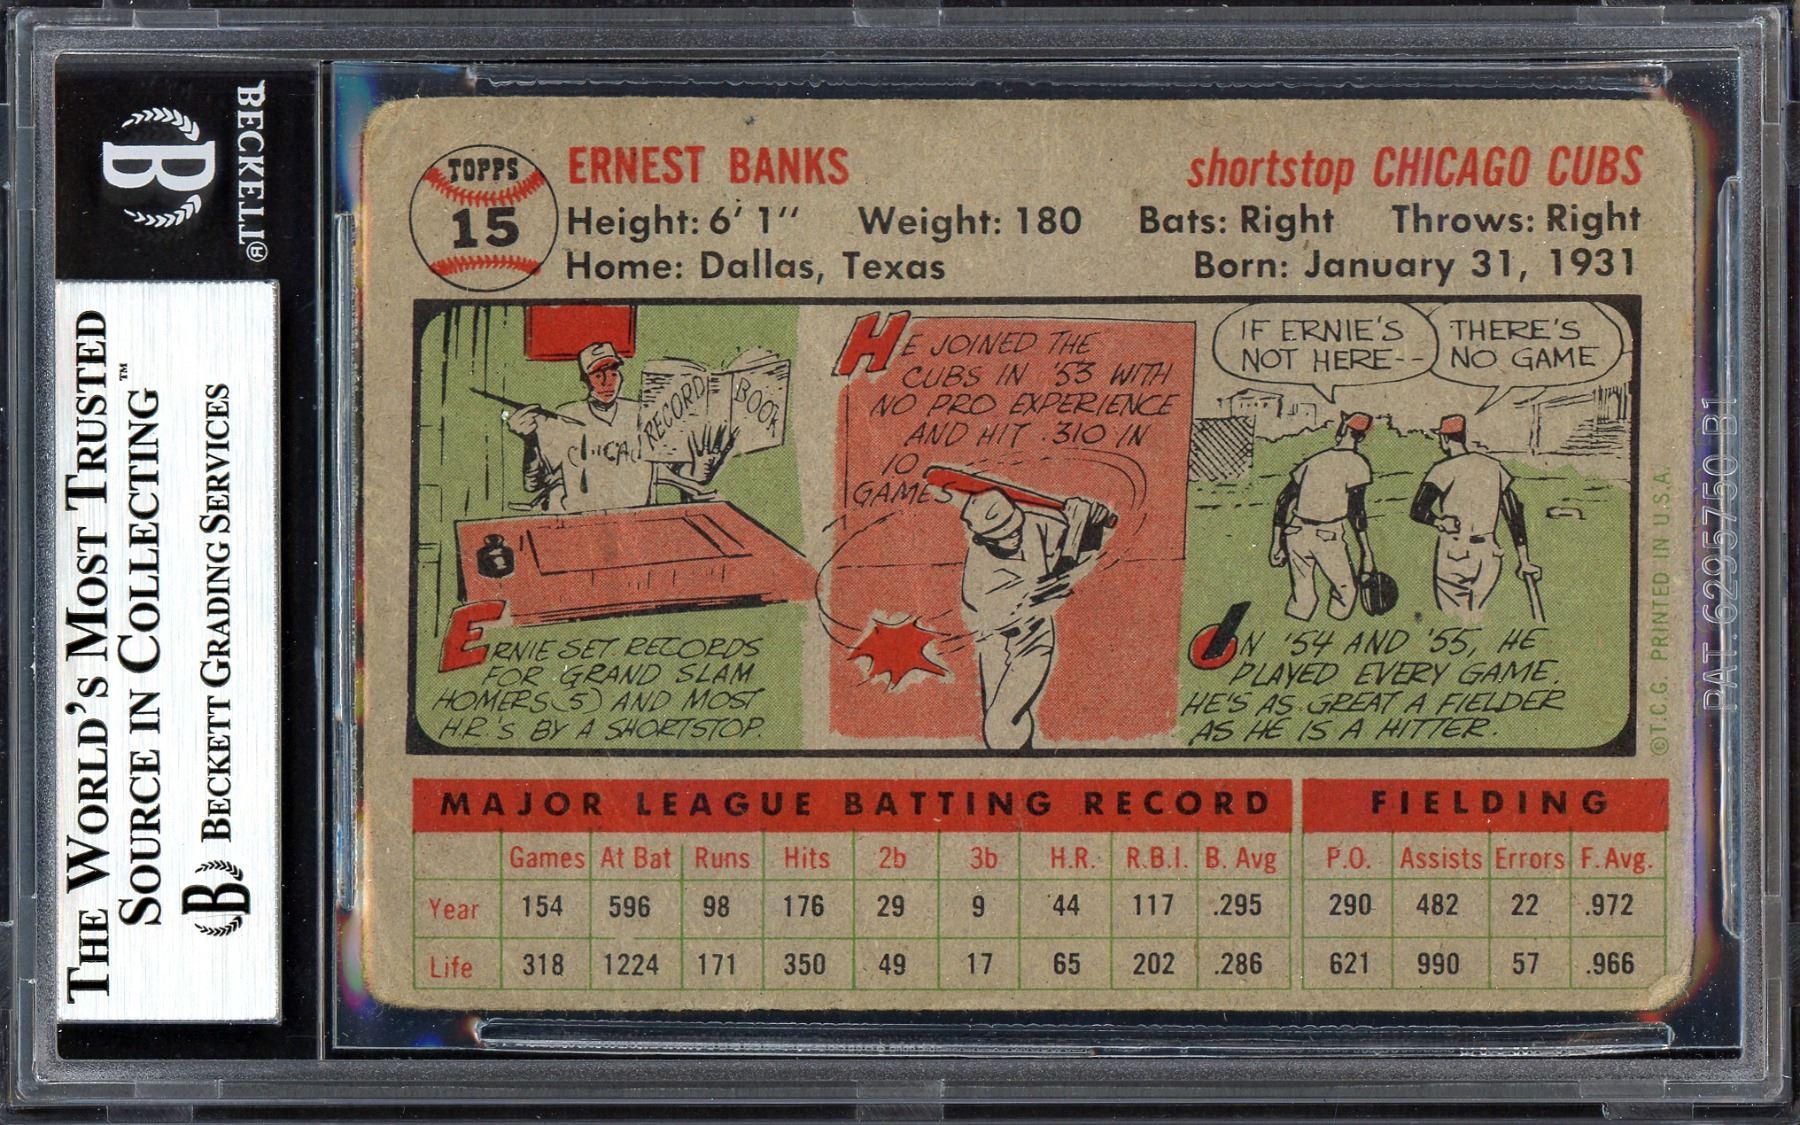 BECKETT®
B
THE WORLD'S MOST TRUSTED
SOURCE IN COLLECTING™
B BECKETT GRADING SERVICES
TOPPS
15
ERNEST BANKS
shortstop CHICAGO CUBS
Height: 6' 1" Weight: 180 Bats: Right Throws: Right
Home: Dallas, Texas Born: January 31, 1931
RECORD BOOK
CHICA
ERNIE SET RECORDS
FOR GRAND SLAM
HOMERS (5) AND MOST
H.R.'S BY A SHORTSTOP.
HE JOINED THE
CUBS IN '53 WITH
NO PRO EXPERIENCE
AND HIT .310 IN
10
GAMES.
IF ERNIE'S
NOT HERE--
THERE'S
NO GAME
IN '54 AND '55, HE
PLAYED EVERY GAME.
HE'S AS GREAT A FIELDER
AS HE IS A HITTER.
©T.C.G. PRINTED IN U.S.A.
PAT.6295750 B1
MAJOR LEAGUE BATTING RECORD FIELDING
Games At Bat Runs Hits 2b 3b H.R. R.B.I. B. Avg P.O. Assists Errors F. Avg.
Year 154 596 98 176 29 9 44 117 .295 290 482 22 .972
Life 318 1224 171 350 49 17 65 202 .286 621 990 57 .966